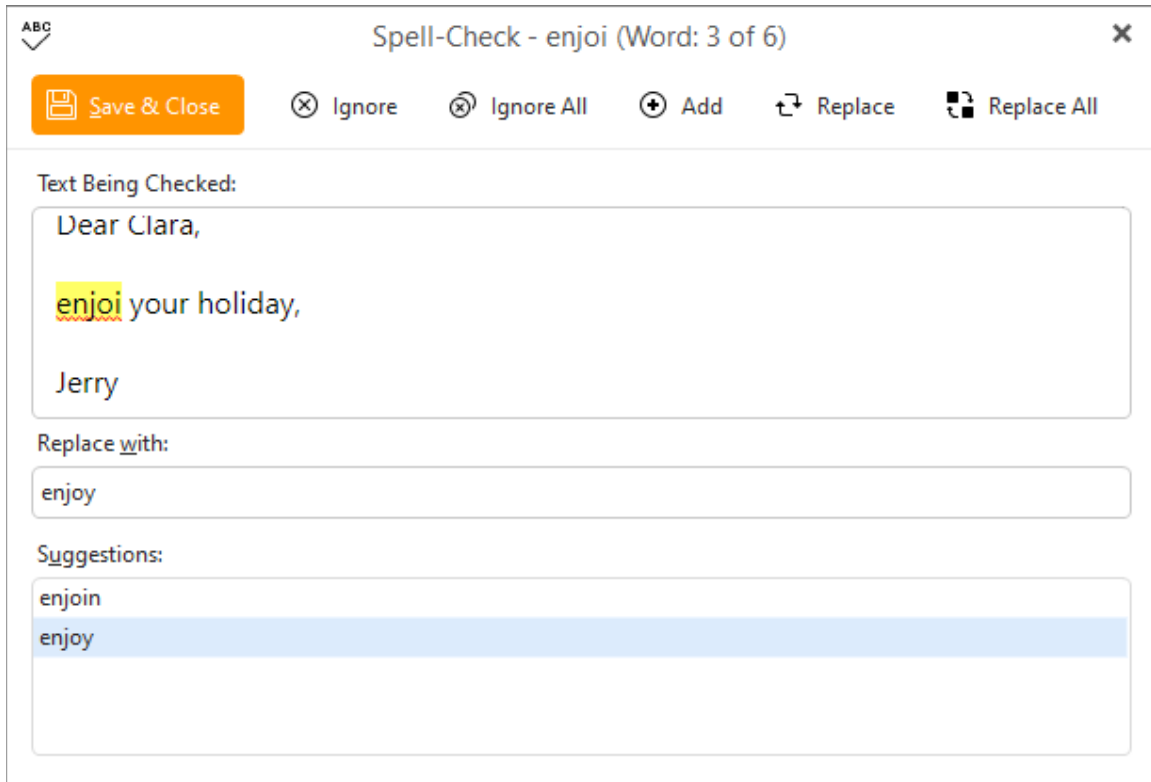 ABC
Spell-Check - enjoi (Word: 3 of 6)
Save & Close Ignore Ignore All Add Replace Replace All
Text Being Checked:
Dear Clara,
enjoi your holiday,
Jerry
Replace with:
enjoy
Suggestions:
enjoin
enjoy